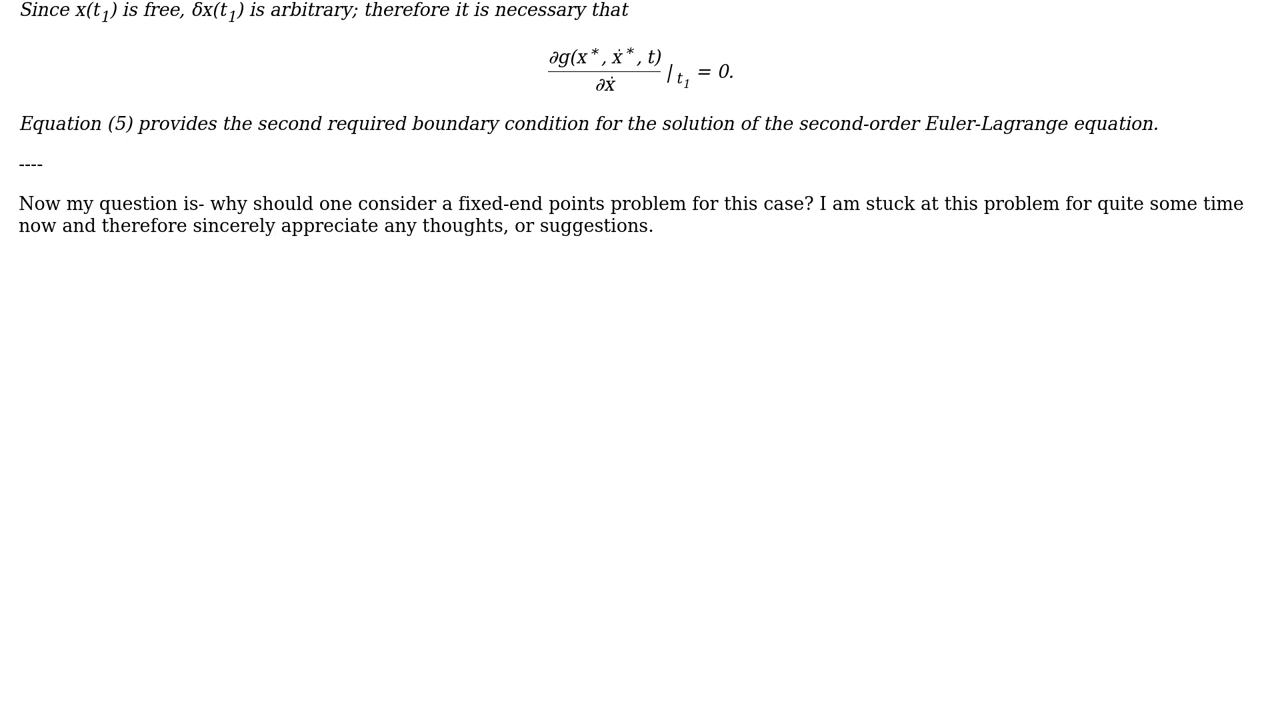 Since x(t₁) is free, δx(t₁) is arbitrary; therefore it is necessary that
∂g(x*, ẋ*, t)
∂ẋ
| t₁ = 0.
Equation (5) provides the second required boundary condition for the solution of the second-order Euler-Lagrange equation.
----
Now my question is- why should one consider a fixed-end points problem for this case? I am stuck at this problem for quite some time
now and therefore sincerely appreciate any thoughts, or suggestions.